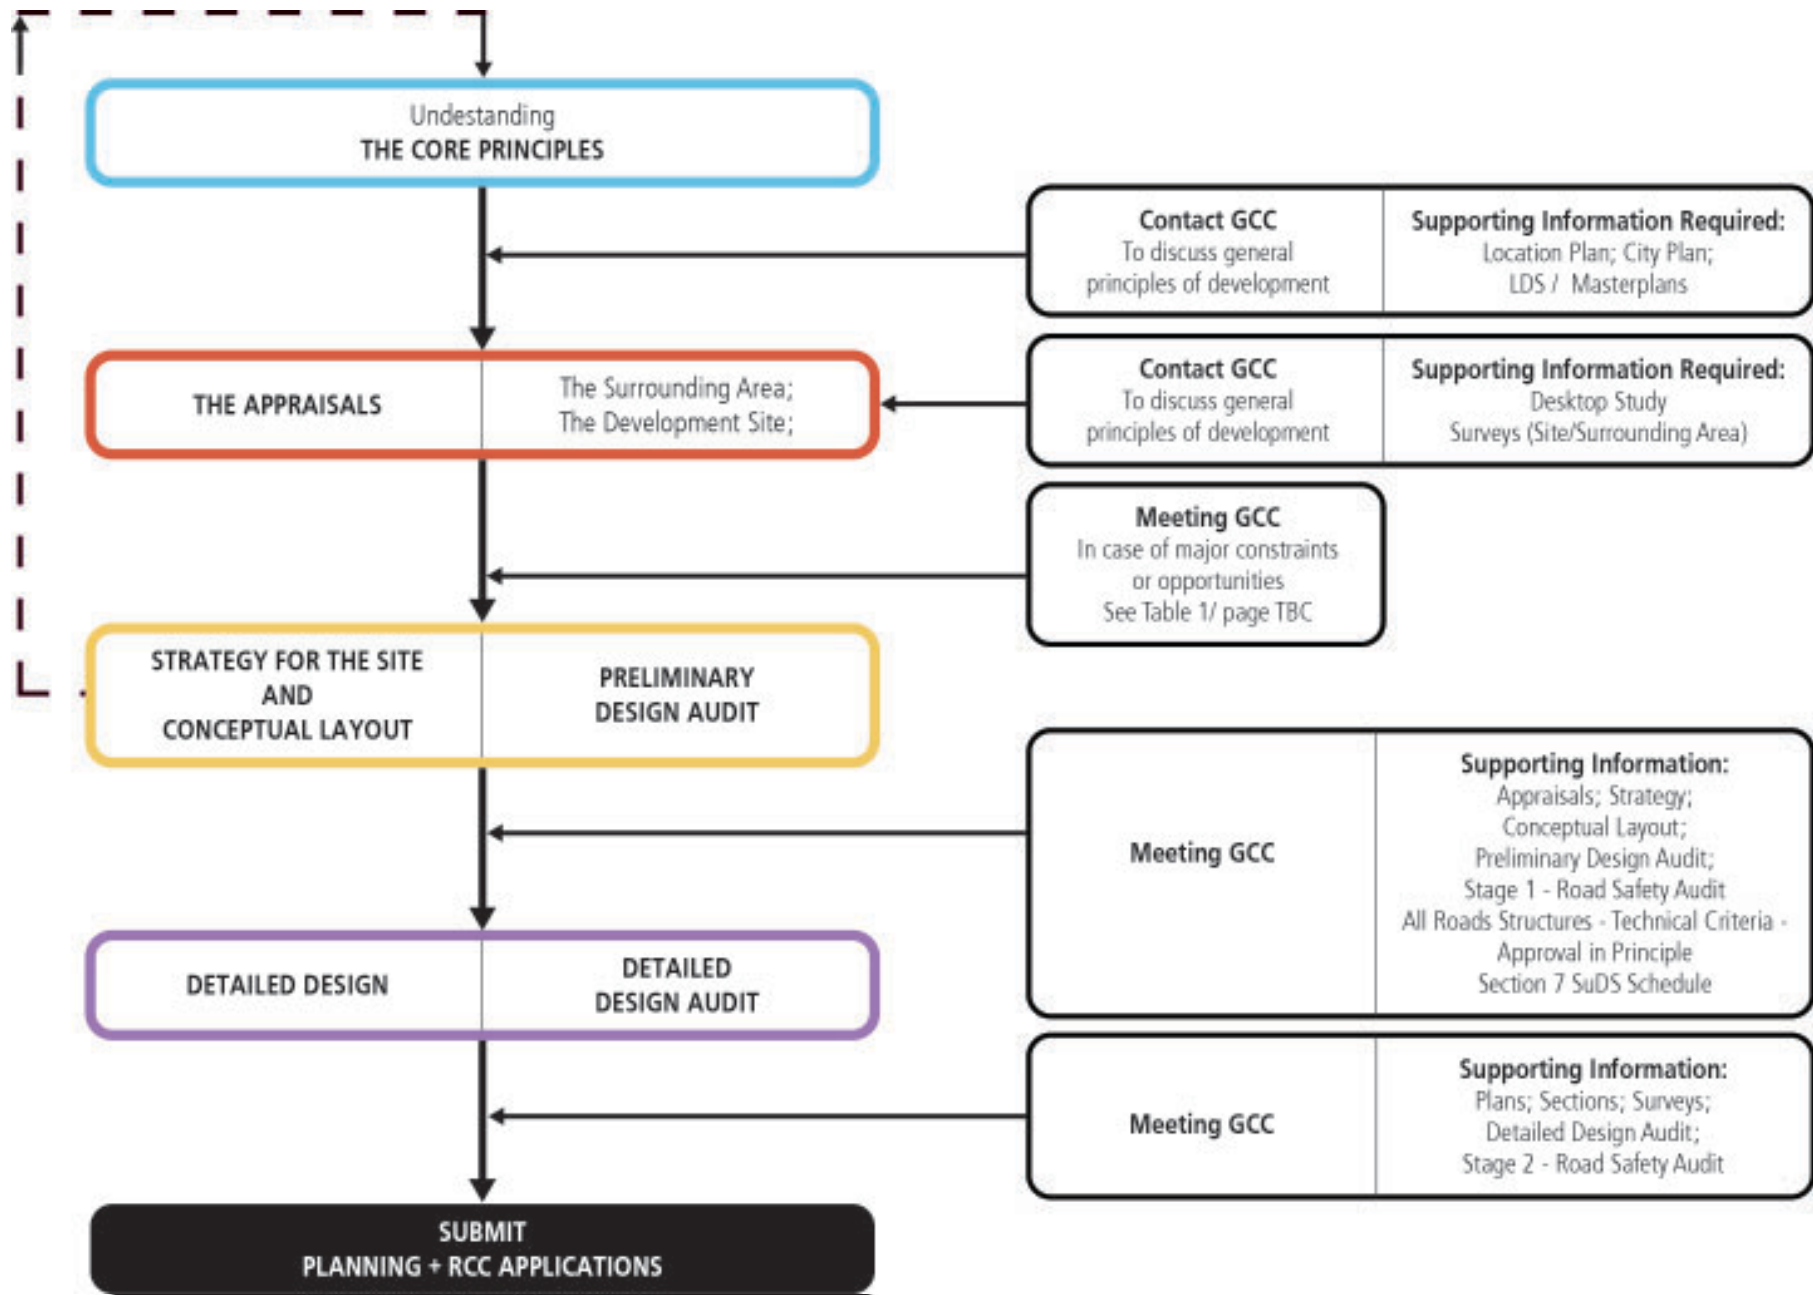 Undestanding
THE CORE PRINCIPLES
Contact GCC
To discuss general
principles of development
Supporting Information Required:
Location Plan; City Plan;
LDS / Masterplans
THE APPRAISALS
The Surrounding Area;
The Development Site;
Contact GCC
To discuss general
principles of development
Supporting Information Required:
Desktop Study
Surveys (Site/Surrounding Area)
Meeting GCC
In case of major constraints
or opportunities
See Table 1/ page TBC
STRATEGY FOR THE SITE
AND
CONCEPTUAL LAYOUT
PRELIMINARY
DESIGN AUDIT
Meeting GCC
Supporting Information:
Appraisals; Strategy;
Conceptual Layout;
Preliminary Design Audit;
Stage 1 - Road Safety Audit
All Roads Structures - Technical Criteria -
Approval in Principle
Section 7 SuDS Schedule
DETAILED DESIGN
DETAILED
DESIGN AUDIT
Meeting GCC
Supporting Information:
Plans; Sections; Surveys;
Detailed Design Audit;
Stage 2 - Road Safety Audit
SUBMIT
PLANNING + RCC APPLICATIONS